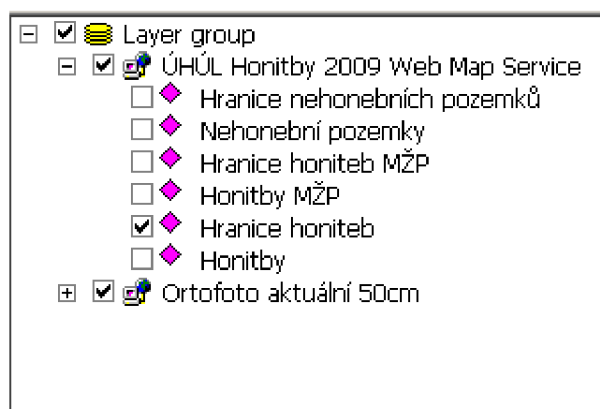 Layer group
ÚHÚL Honitby 2009 Web Map Service
Hranice nehonebních pozemků
Nehonební pozemky
Hranice honiteb MŽP
Honitby MŽP
Hranice honiteb
Honitby
Ortofoto aktuální 50cm